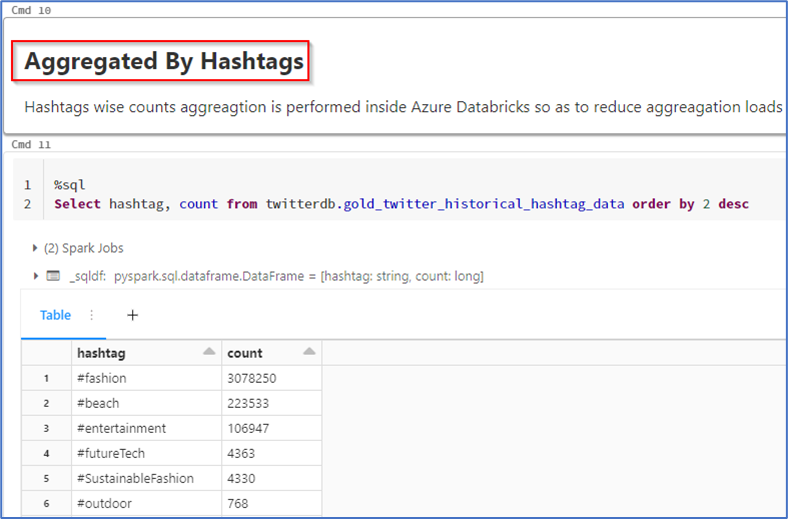 Cmd 10
Aggregated By Hashtags
Hashtags wise counts aggreagtion is performed inside Azure Databricks so as to reduce aggreagation loads
Cmd 11
1 %sql
2 Select hashtag, count from twitterdb.gold_twitter_historical_hashtag_data order by 2 desc
(2) Spark Jobs
_sqldf: pyspark.sql.dataframe.DataFrame = [hashtag: string, count: long]
Table +
hashtag count
1 #fashion 3078250
2 #beach 223533
3 #entertainment 106947
4 #futureTech 4363
5 #SustainableFashion 4330
6 #outdoor 768